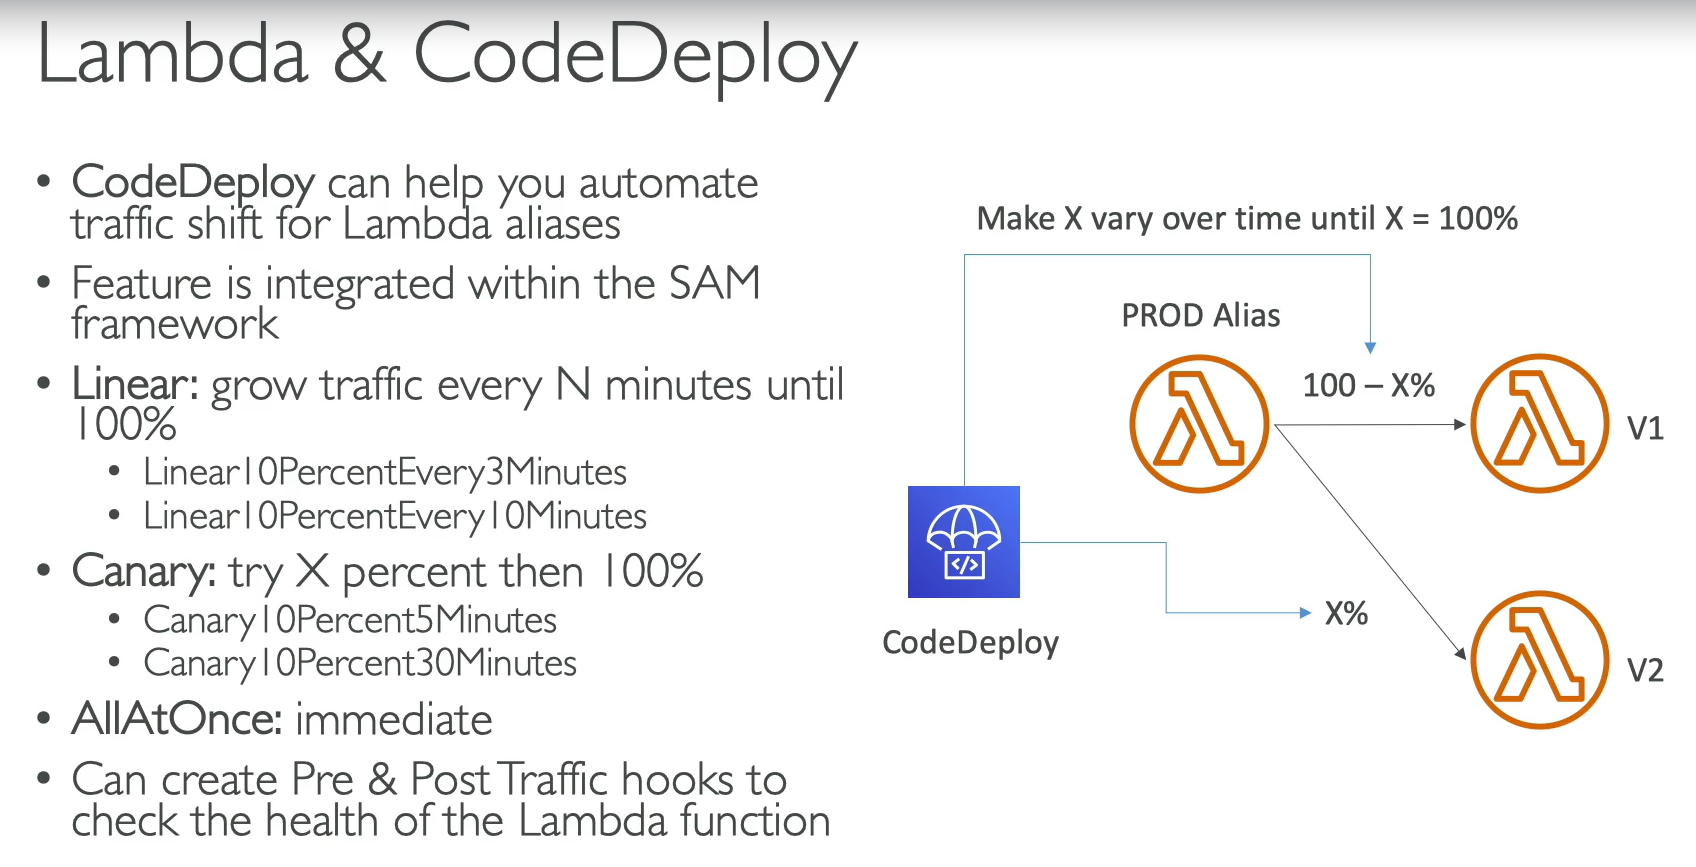 Lambda & CodeDeploy
• CodeDeploy can help you automate
traffic shift for Lambda aliases
• Feature is integrated within the SAM
framework
• Linear: grow traffic every N minutes until
100%
• Linear10PercentEvery3Minutes
• Linear10PercentEvery10Minutes
• Canary: try X percent then 100%
• Canary10Percent5Minutes
• Canary10Percent30Minutes
• AllAtOnce: immediate
• Can create Pre & Post Traffic hooks to
check the health of the Lambda function
Make X vary over time until X = 100%
PROD Alias
100 – X%
V1
</>
CodeDeploy
X%
V2